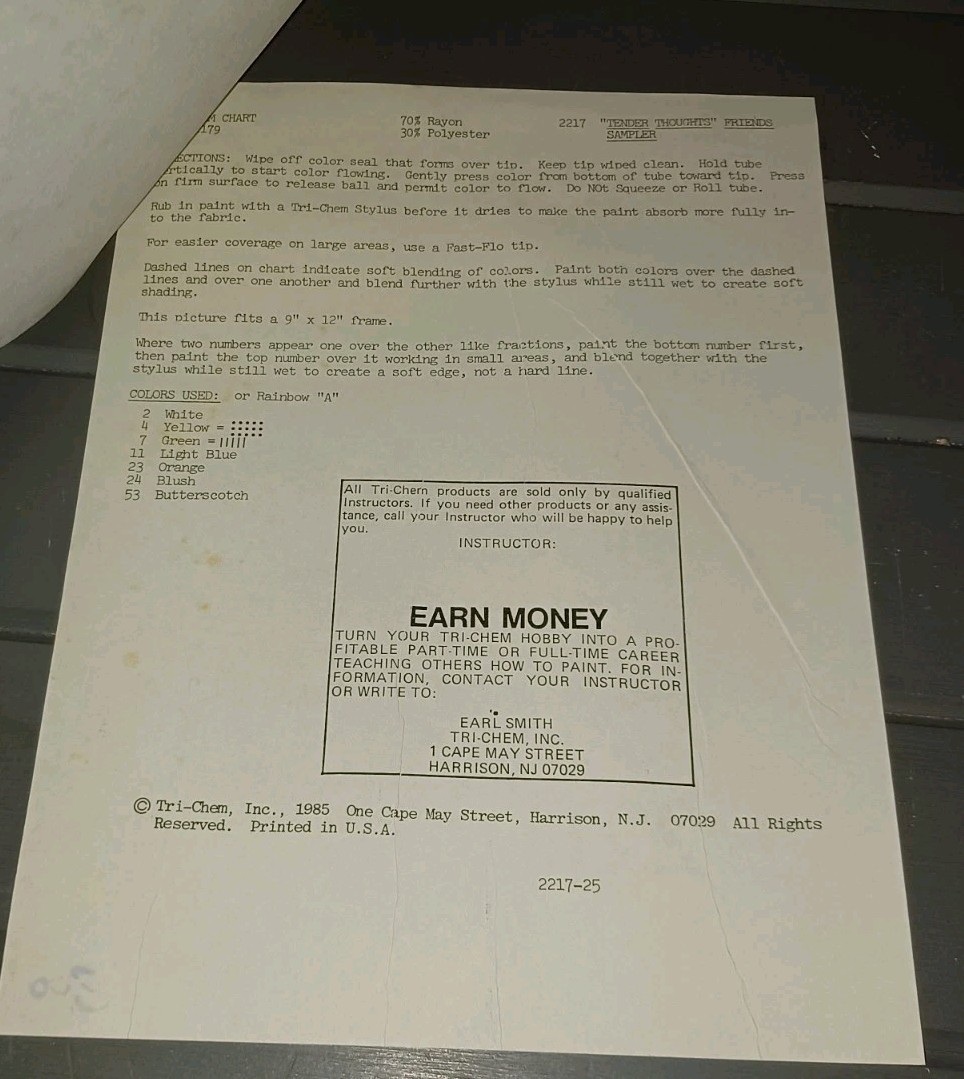 CHART
179
70% Rayon
30% Polyester
2217 "TENDER THOUGHTS" FRIENDS
SAMPLER
ECTIONS: Wipe off color seal that forms over tip. Keep tip wiped clean. Hold tube
rtically to start color flowing. Gently press color from bottom of tube toward tip. Press
n firm surface to release ball and permit color to flow. Do NOt Squeeze or Roll tube.
Rub in paint with a Tri-Chem Stylus before it dries to make the paint absorb more fully in-
to the fabric.
For easier coverage on large areas, use a Fast-Flo tip.
Dashed lines on chart indicate soft blending of colors. Paint both colors over the dashed
lines and over one another and blend further with the stylus while still wet to create soft
shading.
This picture fits a 9" x 12" frame.
Where two numbers appear one over the other like fractions, paint the bottom number first,
then paint the top number over it working in small areas, and blend together with the
stylus while still wet to create a soft edge, not a hard line.
COLORS USED: or Rainbow "A"
2 White
4 Yellow =
7 Green =
11 Light Blue
23 Orange
24 Blush
53 Butterscotch
All Tri-Chern products are sold only by qualified
Instructors. If you need other products or any assis-
tance, call your Instructor who will be happy to help
you.
INSTRUCTOR:
EARN MONEY
TURN YOUR TRI-CHEM HOBBY INTO A PRO-
FITABLE PART-TIME OR FULL-TIME CAREER
TEACHING OTHERS HOW TO PAINT. FOR IN-
FORMATION, CONTACT YOUR INSTRUCTOR
OR WRITE TO:
EARL SMITH
TRI-CHEM, INC.
1 CAPE MAY STREET
HARRISON, NJ 07029
© Tri-Chem, Inc., 1985 One Cape May Street, Harrison, N.J. 07029 All Rights
Reserved. Printed in U.S.A.
2217-25